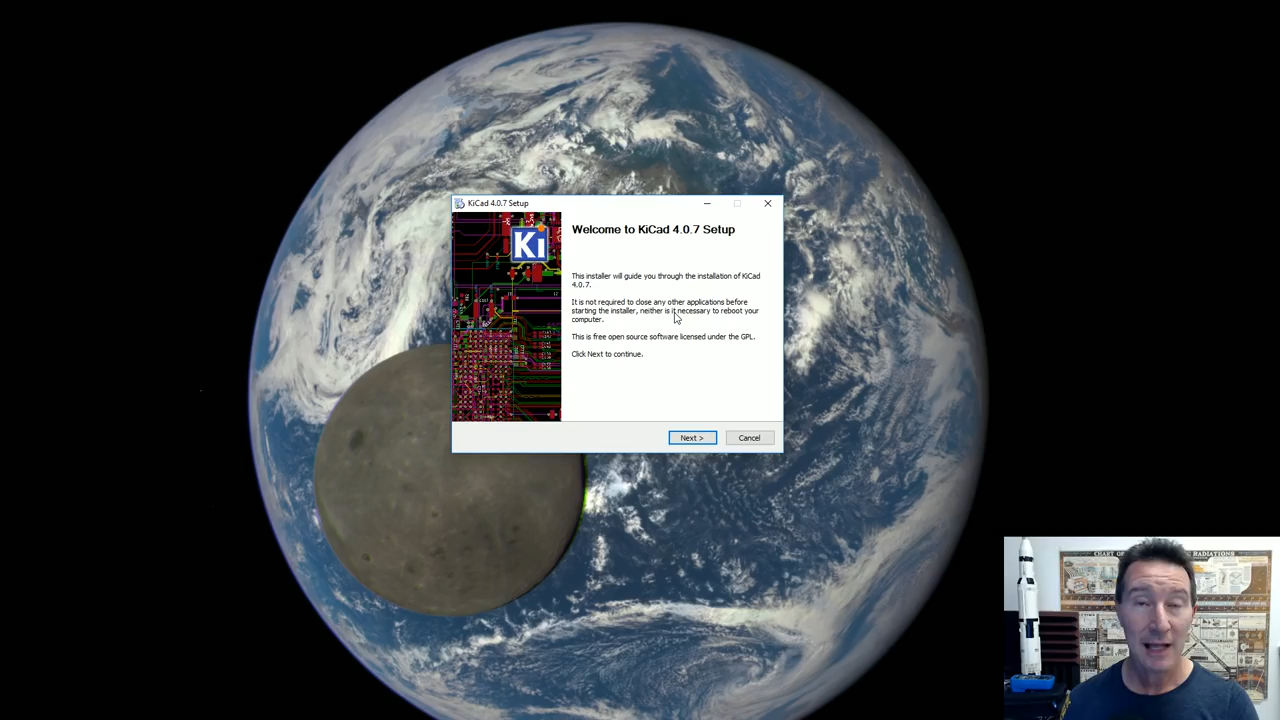 KiCad 4.0.7 Setup
Ki
Welcome to KiCad 4.0.7 Setup
This installer will guide you through the installation of KiCad
4.0.7.
It is not required to close any other applications before
starting the installer, neither is it necessary to reboot your
computer.
This is free open source software licensed under the GPL.
Click Next to continue.
Next >
Cancel
CHART OF
RADIATIONS